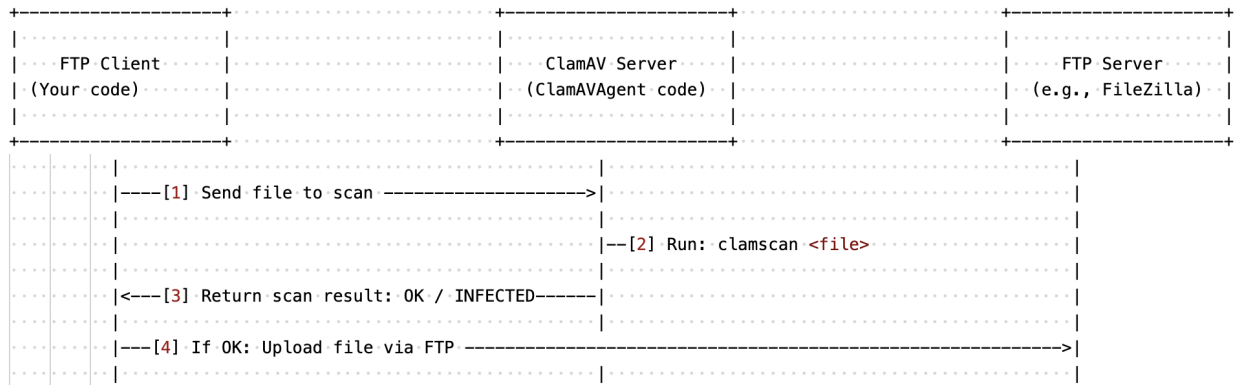 FTP Client ClamAV Server FTP Server
(Your code) (ClamAVAgent code) (e.g., FileZilla)
[1] Send file to scan
[2] Run: clamscan <file>
[3] Return scan result: OK / INFECTED
[4] If OK: Upload file via FTP